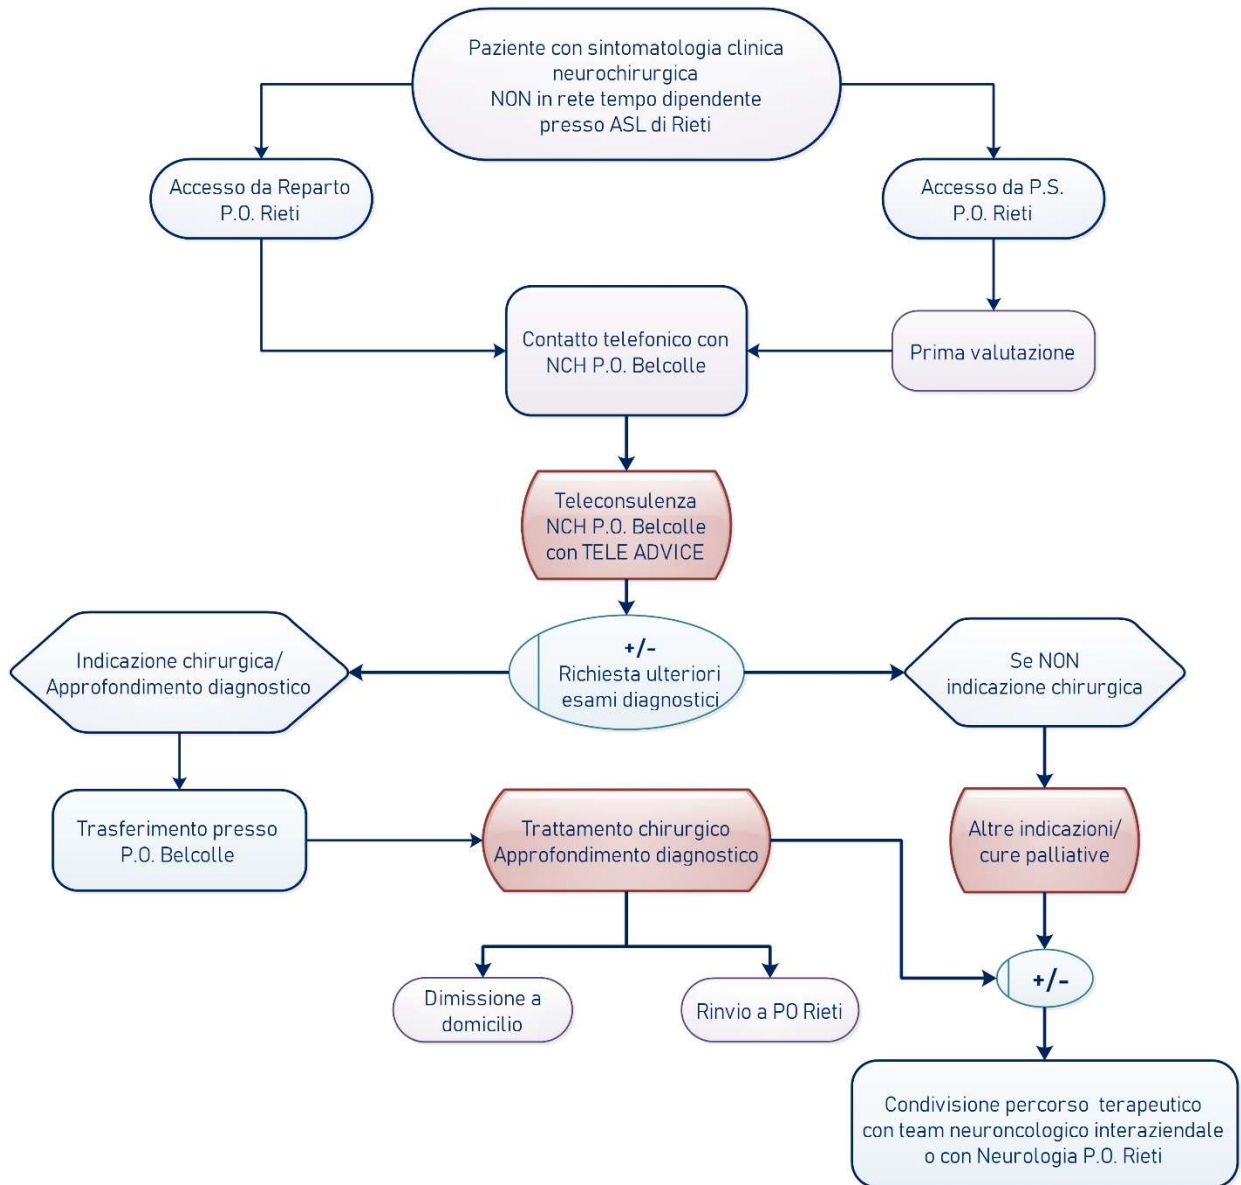 Paziente con sintomatologia clinica
neurochirurgica
NON in rete tempo dipendente
presso ASL di Rieti
Accesso da Reparto
P.O. Rieti
Accesso da P.S.
P.O. Rieti
Contatto telefonico con
NCH P.O. Belcolle
Prima valutazione
Teleconsulenza
NCH P.O. Belcolle
con TELE ADVICE
Indicazione chirurgica/
Approfondimento diagnostico
+/-
Richiesta ulteriori
esami diagnostici
Se NON
indicazione chirurgica
Trasferimento presso
P.O. Belcolle
Trattamento chirurgico
Approfondimento diagnostico
Altre indicazioni/
cure palliative
Dimissione a
domicilio
Rinvio a PO Rieti
+/-
Condivisione percorso terapeutico
con team neuroncologico interaziendale
o con Neurologia P.O. Rieti